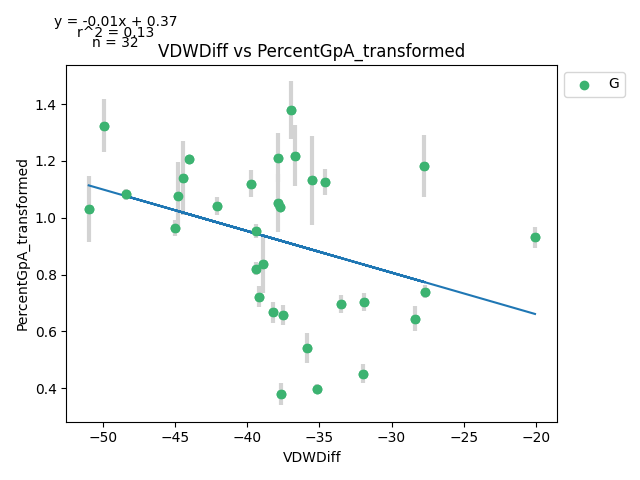 y = -0.01x + 0.37
r^2 = 0.13
n = 32
VDWDiff vs PercentGpA_transformed
G
PercentGpA_transformed
1.4
1.2
1.0
0.8
0.6
0.4
−50 −45 −40 −35 −30 −25 −20
VDWDiff